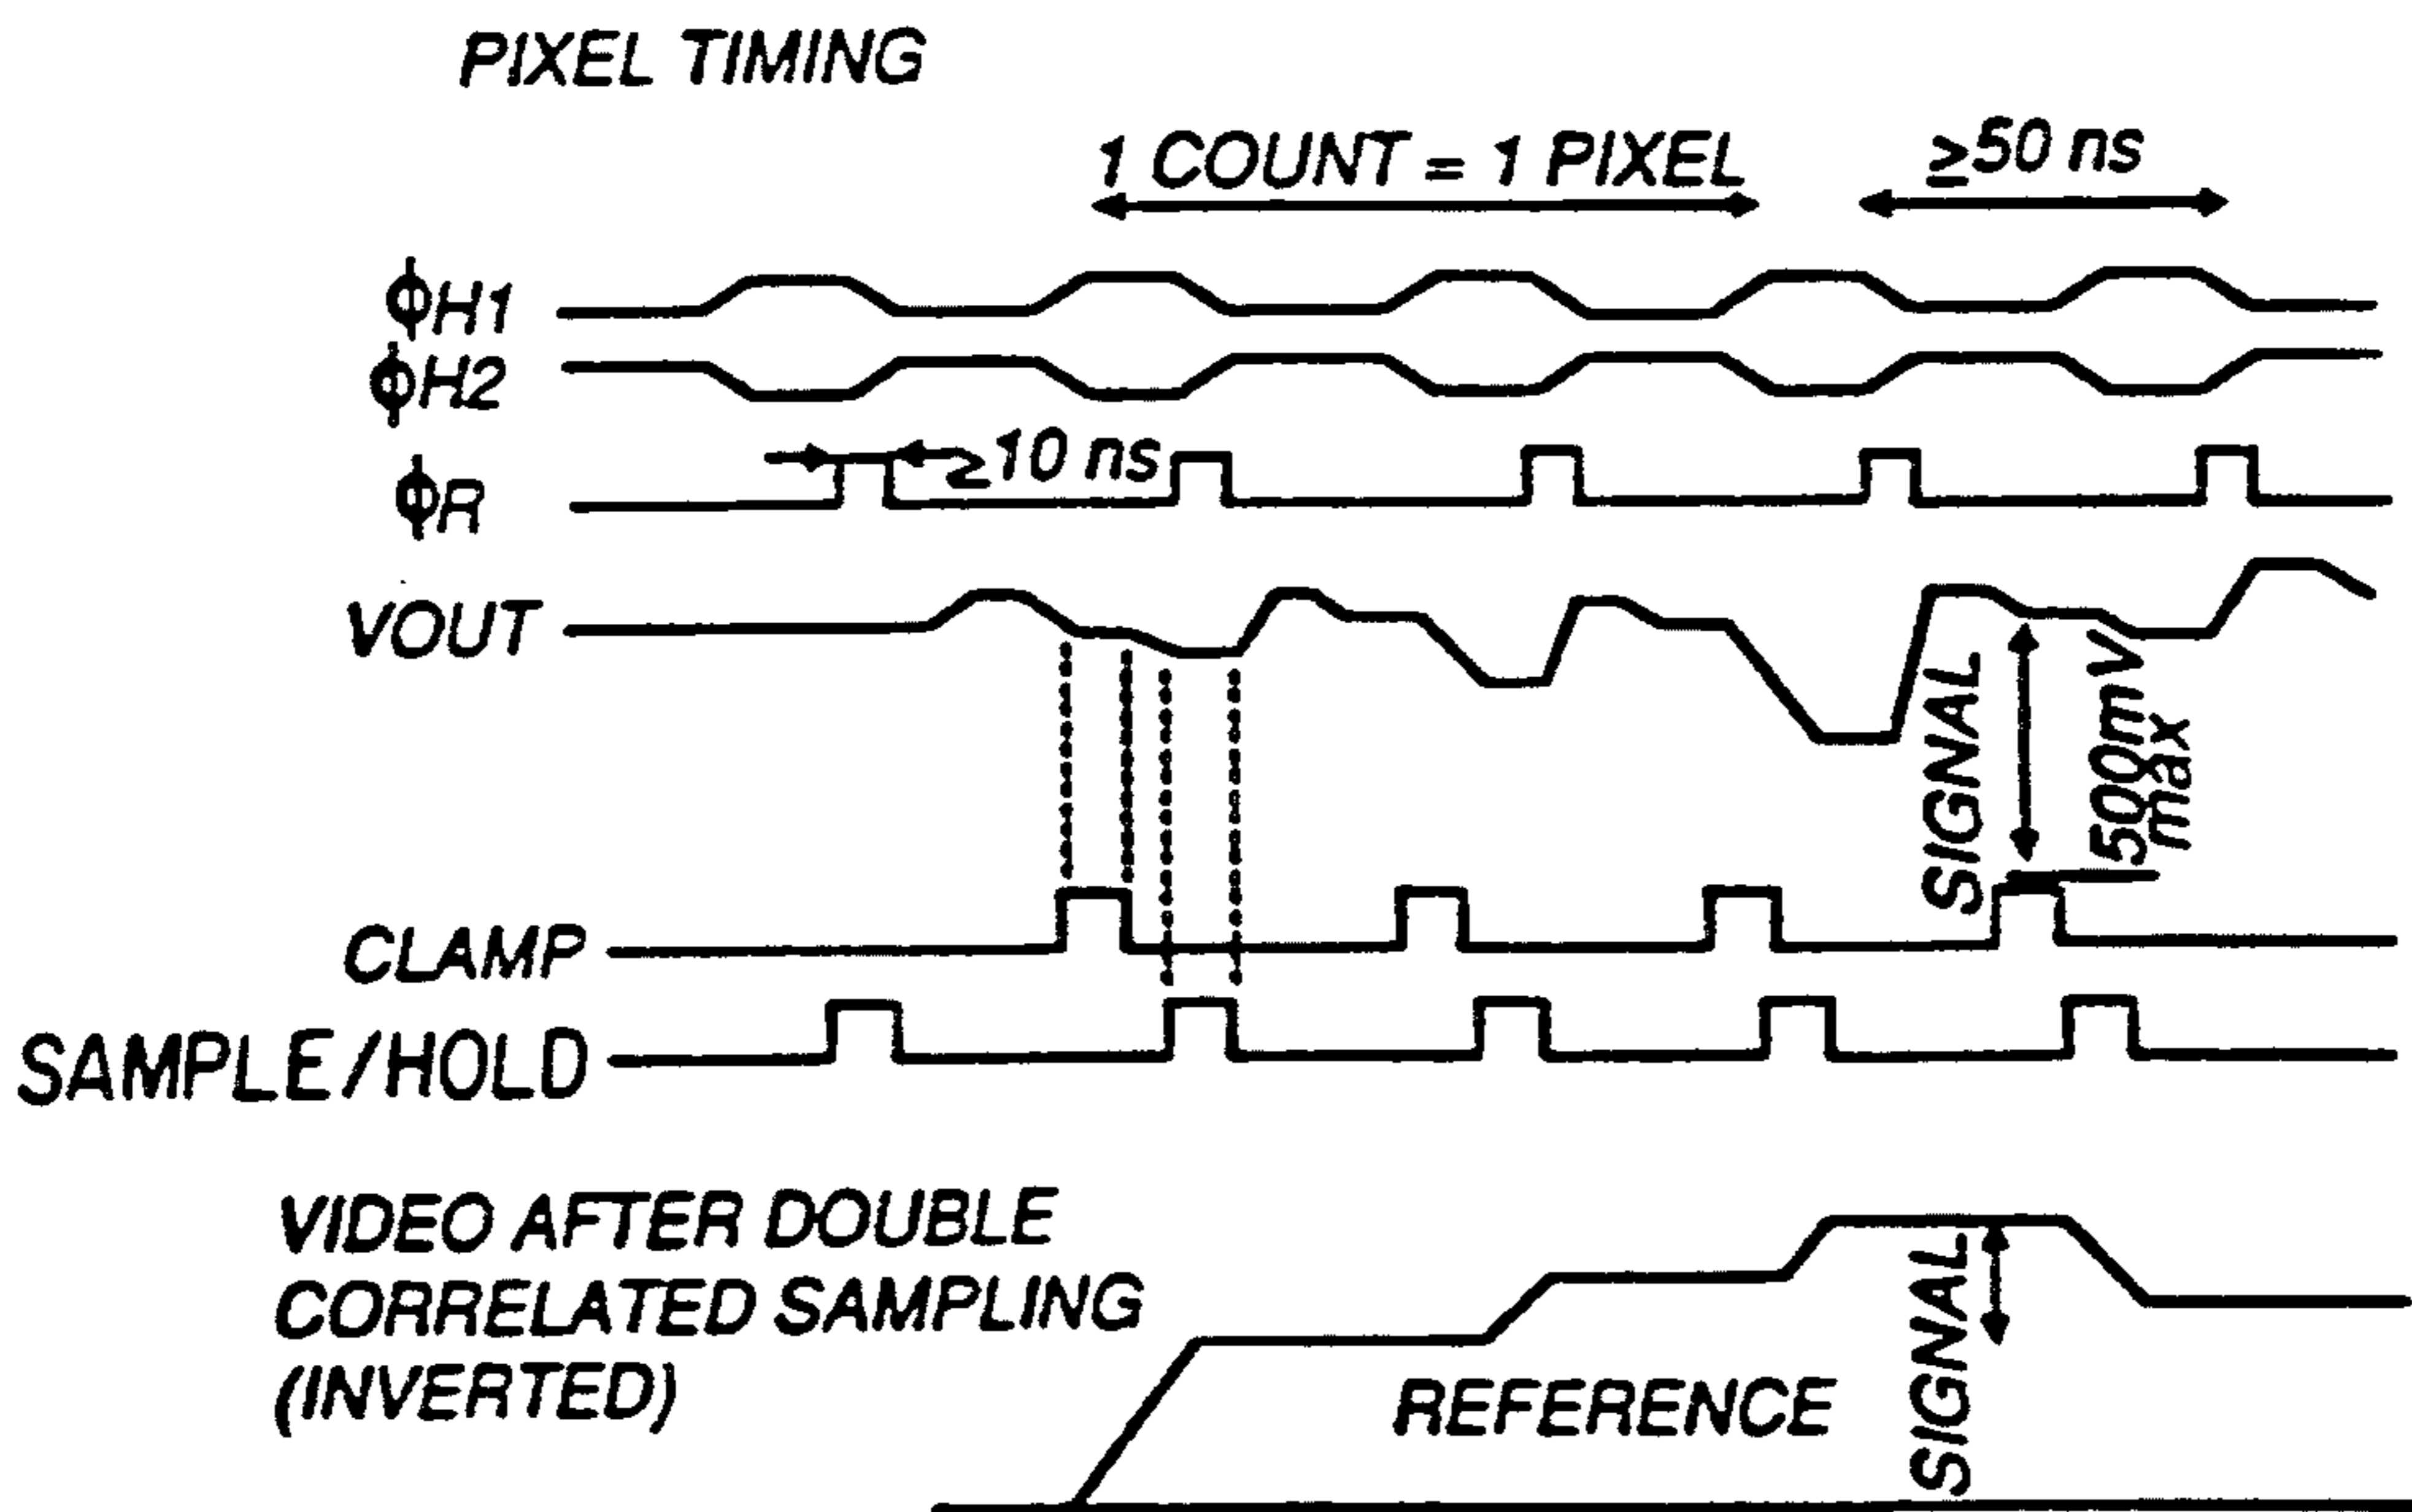 PIXEL TIMING
1 COUNT = 1 PIXEL
≥50 ns
ϕH1
ϕH2
≥10 ns
ϕR
VOUT
SIGNAL
500mV
max
CLAMP
SAMPLE/HOLD
VIDEO AFTER DOUBLE
CORRELATED SAMPLING
(INVERTED)
REFERENCE
SIGNAL